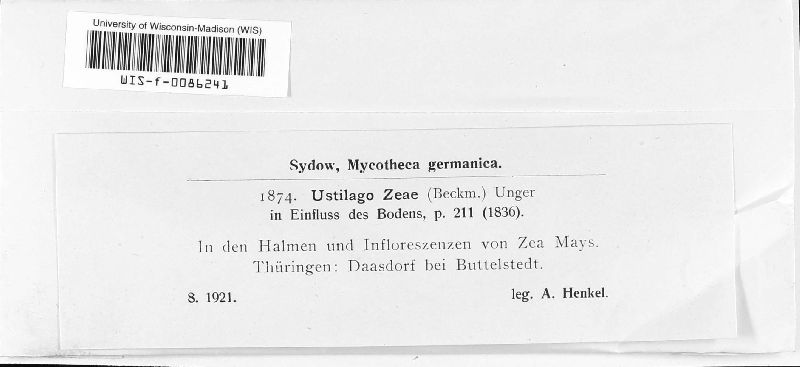 University of Wisconsin-Madison (WIS)
WIS-f-0086241
Sydow, Mycotheca germanica.
1874. Ustilago Zeae (Beckm.) Unger
in Einfluss des Bodens, p. 211 (1836).
In den Halmen und Infloreszenzen von Zea Mays.
Thüringen: Daasdorf bei Buttelstedt.
8. 1921. leg. A. Henkel.